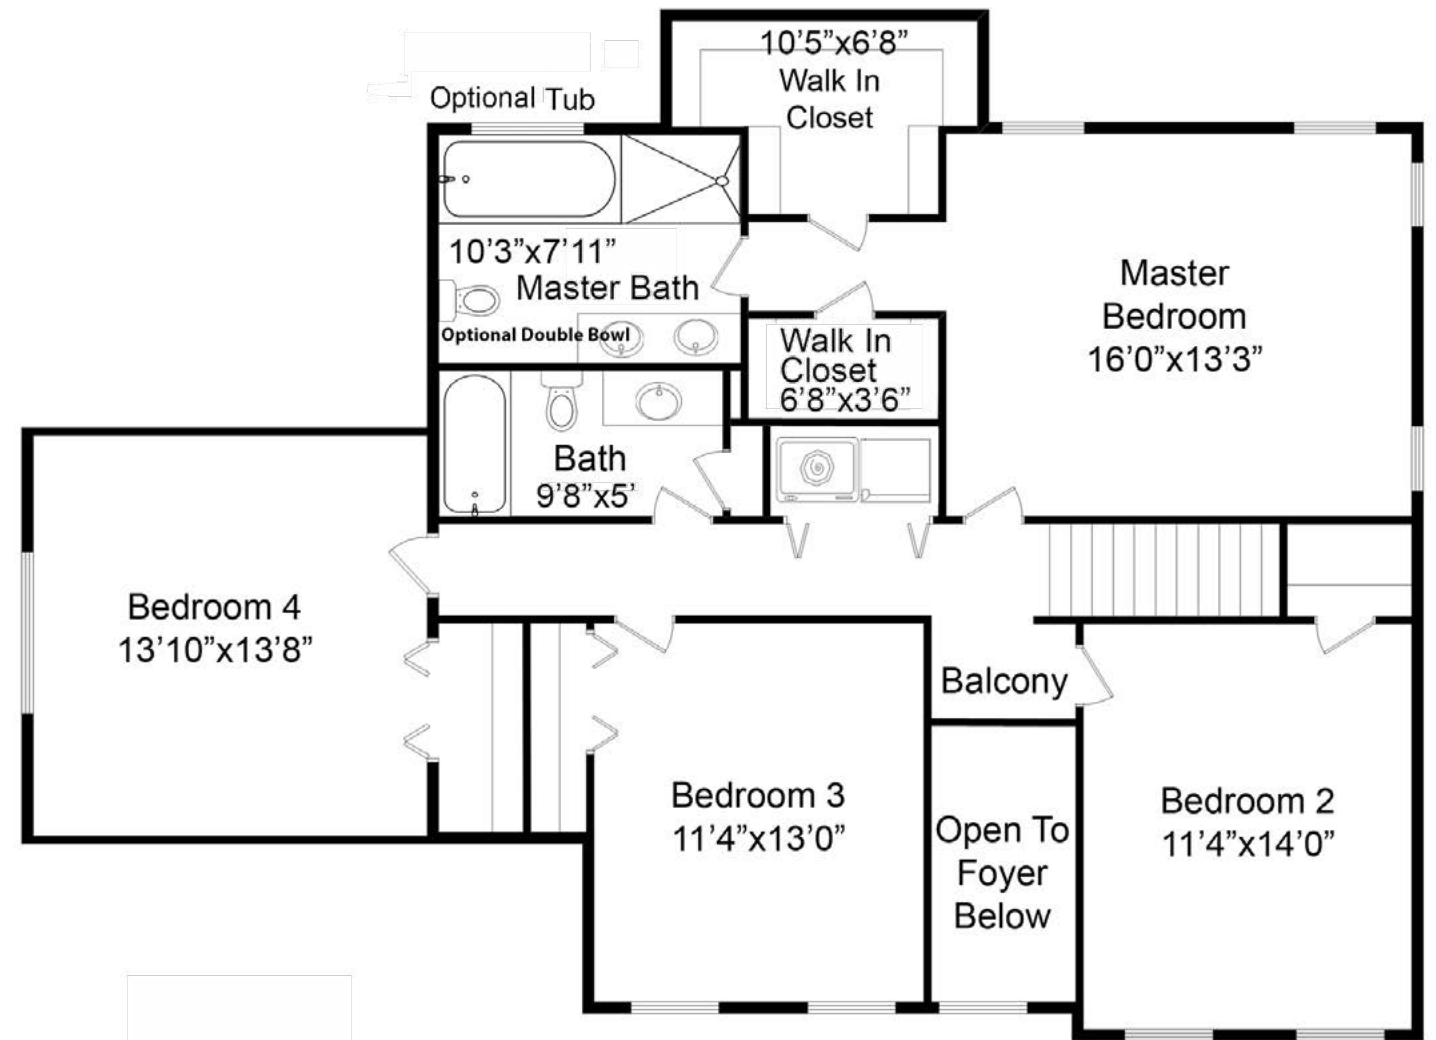 10’5”x6’8”
Walk In
Closet
Optional Tub
10’3”x7’11”
Master Bath
Optional Double Bowl
Walk In
Closet
6’8”x3’6”
Master
Bedroom
16’0”x13’3”
Bath
9’8”x5’
Bedroom 4
13’10”x13’8”
Balcony
Bedroom 3
11’4”x13’0”
Open To
Foyer
Below
Bedroom 2
11’4”x14’0”